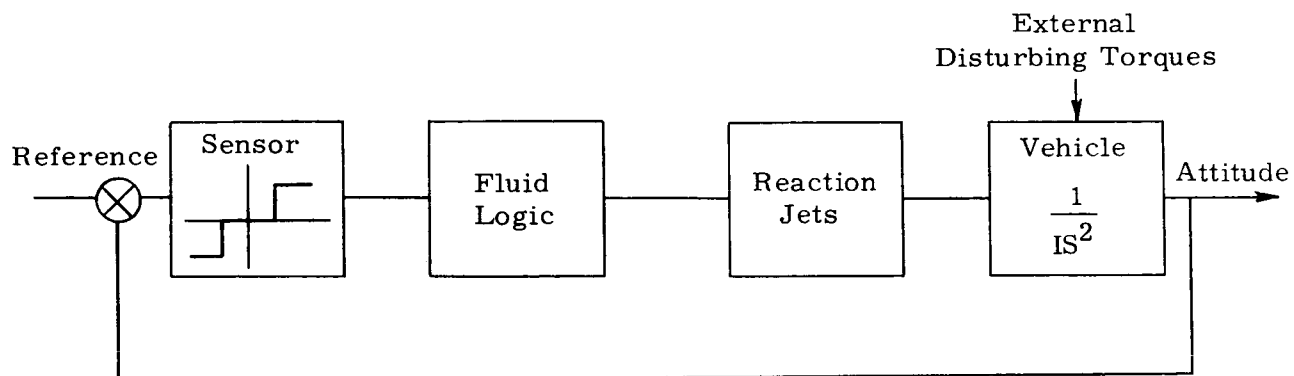 External
Disturbing Torques
Reference
Sensor
Fluid
Logic
Reaction
Jets
Vehicle
1
IS²
Attitude